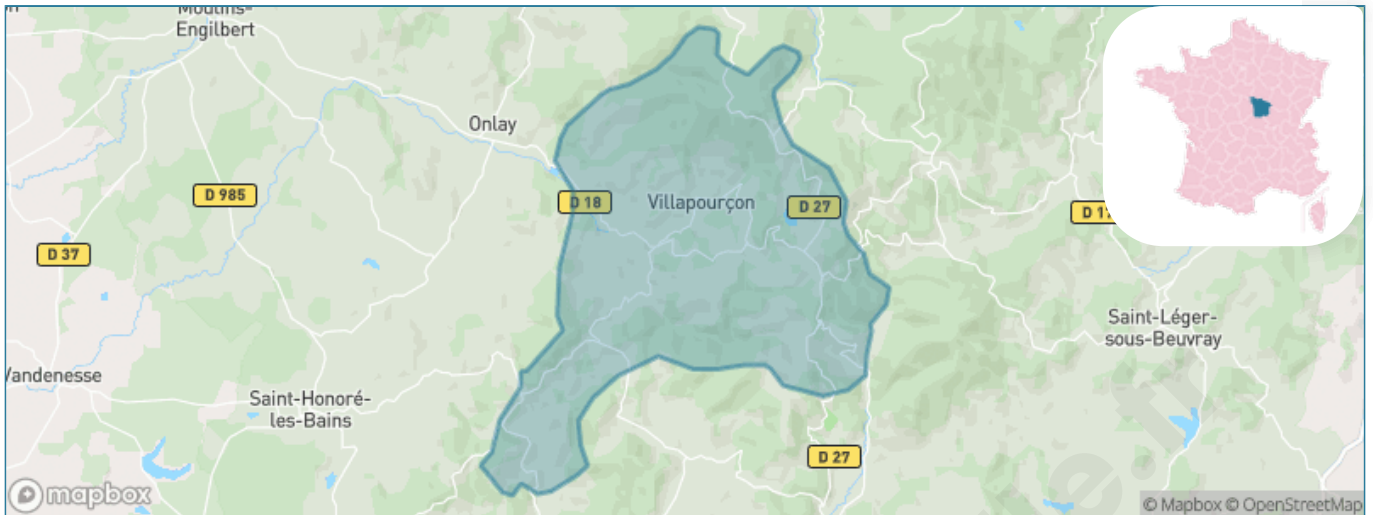 Moulins-
Engilbert
Onlay
D 985
D 18
Villapourçon
D 27
D 37
Saint-Léger-
sous-Beuvray
Vandenesse
Saint-Honoré-
les-Bains
D 27
mapbox
© Mapbox © OpenStreetMap